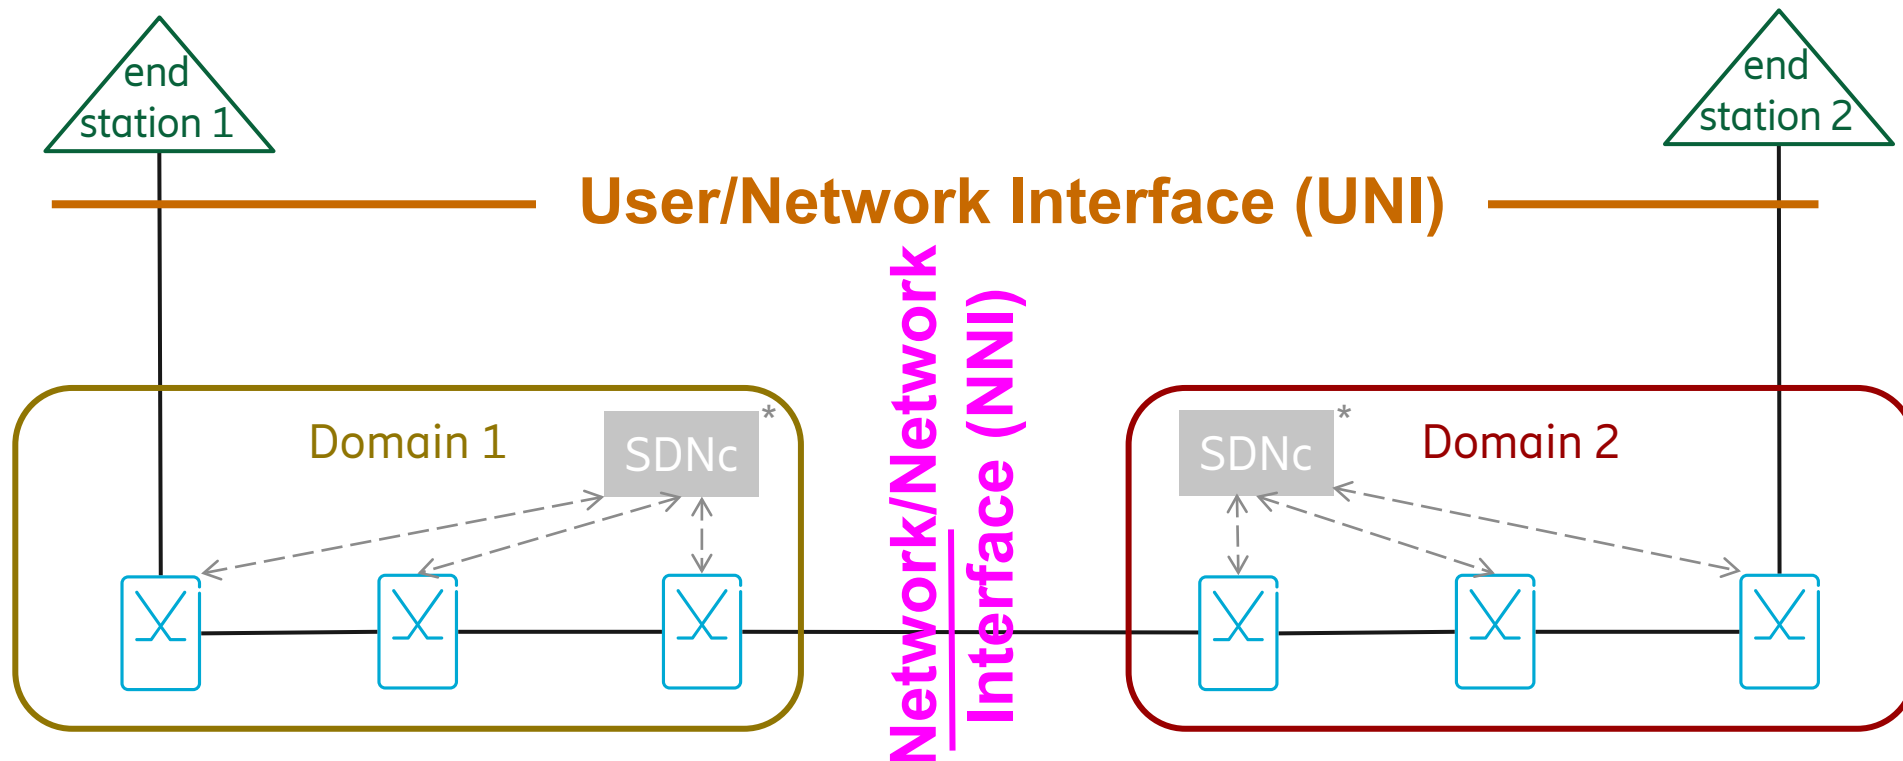 end
station 1
end
station 2
User/Network Interface (UNI)
Network/Network
Interface (NNI)
Domain 1
SDNc
*
SDNc
*
Domain 2